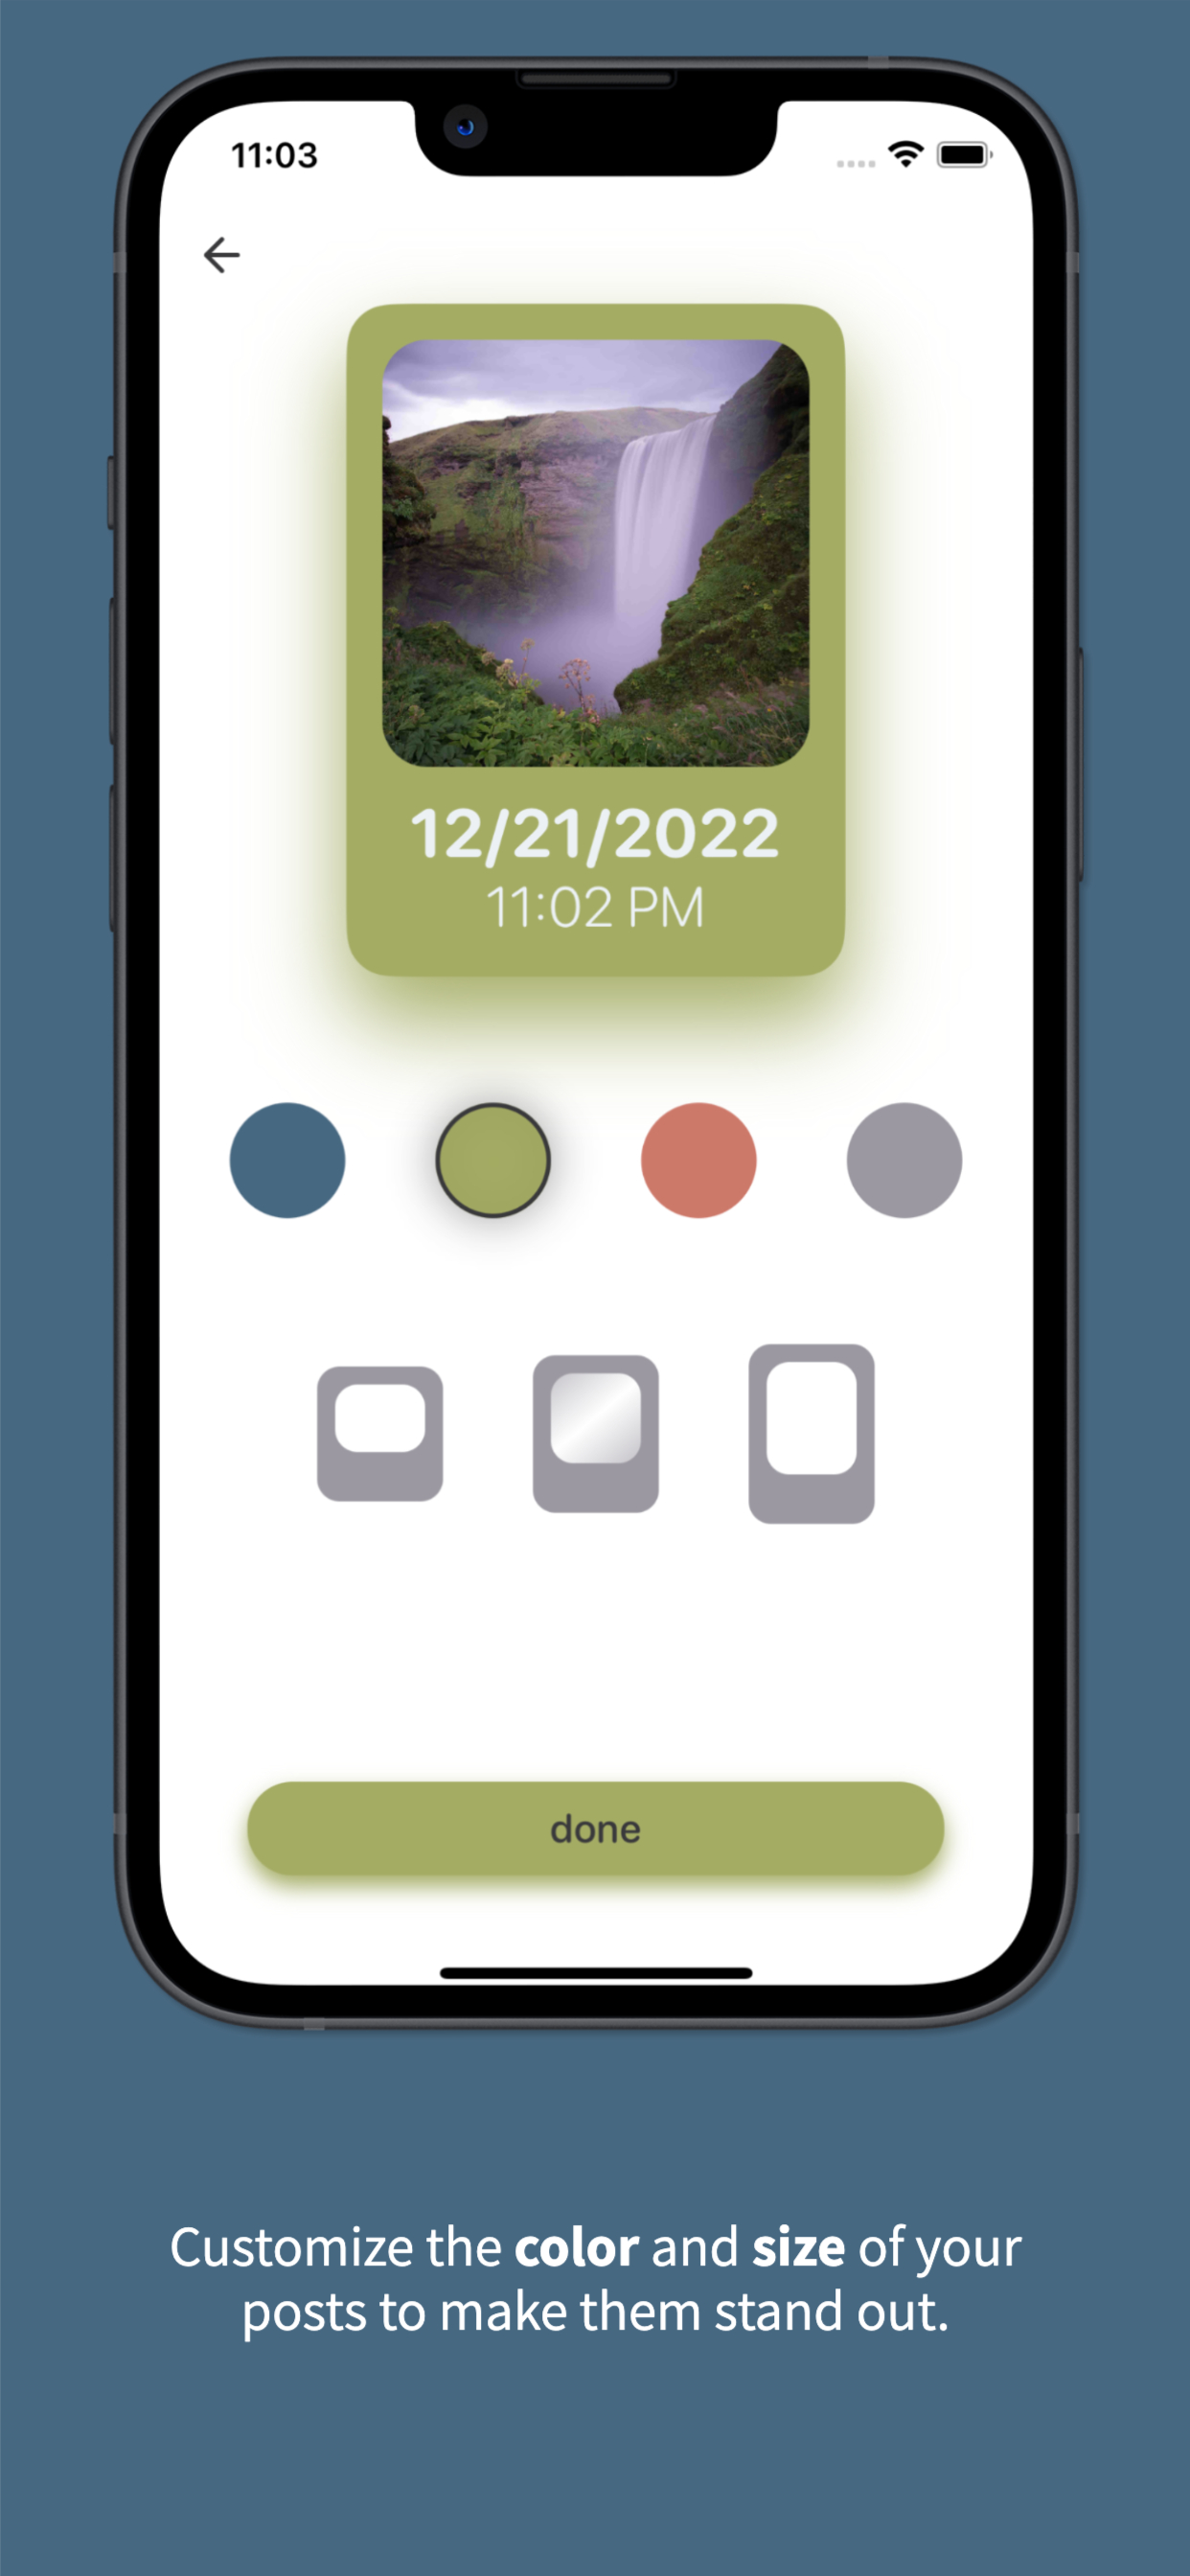 11:03
12/21/2022
11:02 PM
done
Customize the color and size of your
posts to make them stand out.